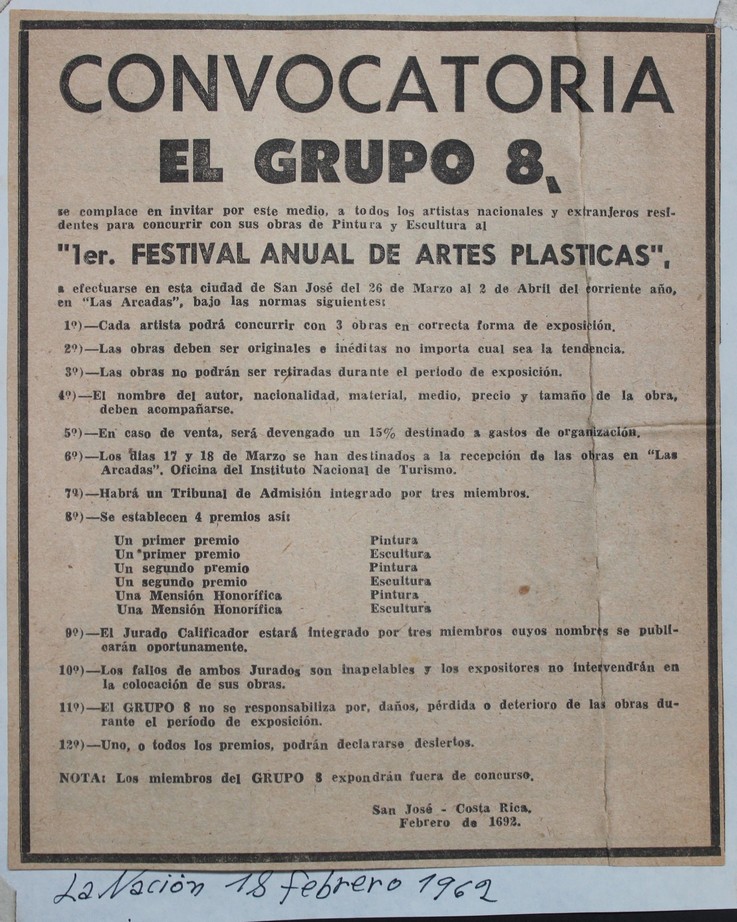 CONVOCATORIA
EL GRUPO 8,
se complace en invitar por este medio, a todos los artistas nacionales y extranjeros resi-
dentes para concurrir con sus obras de Pintura y Escultura al
"1er. FESTIVAL ANUAL DE ARTES PLASTICAS",
a efectuarse en esta ciudad de San José del 26 de Marzo al 2 de Abril del corriente año,
en "Las Arcadas", bajo las normas siguientes:
1º)—Cada artista podrá concurrir con 3 obras en correcta forma de exposición.
2º)—Las obras deben ser originales e inéditas no importa cual sea la tendencia.
3º)—Las obras no podrán ser retiradas durante el periodo de exposición.
4º)—El nombre del autor, nacionalidad, material, medio, precio y tamaño de la obra,
deben acompañarse.
5º)—En caso de venta, será devengado un 15% destinado a gastos de organización.
6º)—Los días 17 y 18 de Marzo se han destinados a la recepción de las obras en "Las
Arcadas". Oficina del Instituto Nacional de Turismo.
7º)—Habrá un Tribunal de Admisión integrado por tres miembros.
8º)—Se establecen 4 premios así:
Un primer premio Pintura
Un primer premio Escultura
Un segundo premio Pintura
Un segundo premio Escultura
Una Mensión Honorífica Pintura
Una Mensión Honorífica Escultura
9º)—El Jurado Calificador estará integrado por tres miembros cuyos nombres se publi-
carán oportunamente.
10º)—Los fallos de ambos Jurados son inapelables y los expositores no intervendrán en
la colocación de sus obras.
11º)—El GRUPO 8 no se responsabiliza por, daños, pérdida o deterioro de las obras du-
rante el período de exposición.
12º)—Uno, o todos los premios, podrán declararse desiertos.
NOTA: Los miembros del GRUPO 8 expondrán fuera de concurso.
San José - Costa Rica.
Febrero de 1692.
La Nación 18 febrero 1962